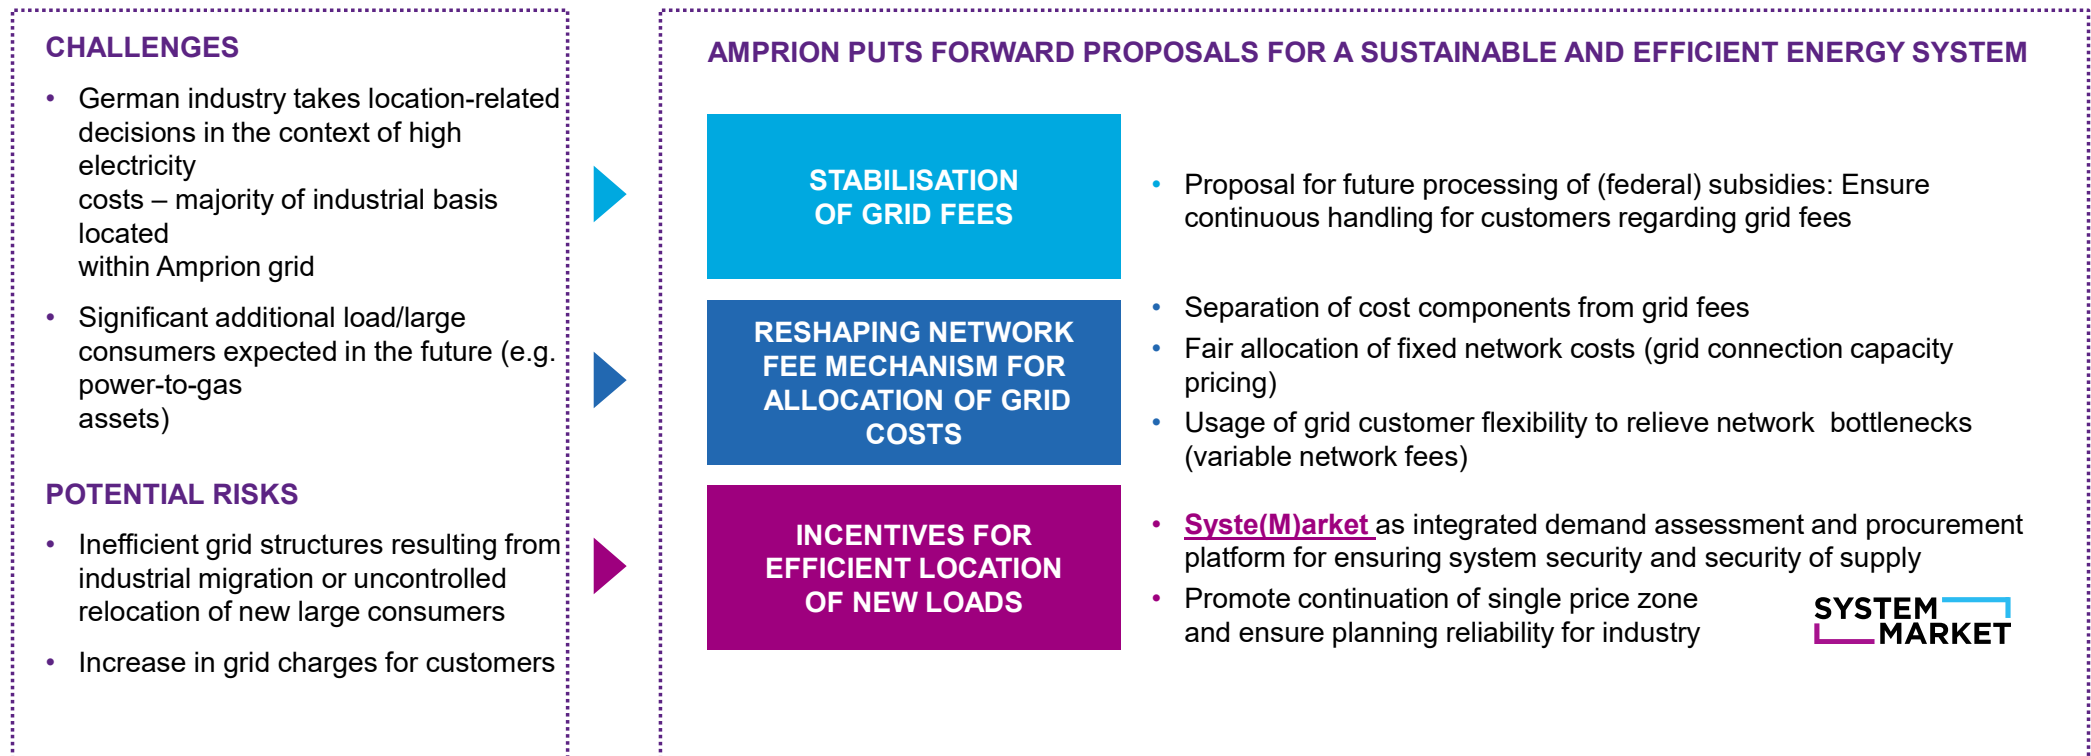 CHALLENGES
• German industry takes location-related
decisions in the context of high
electricity
costs – majority of industrial basis
located
within Amprion grid
• Significant additional load/large
consumers expected in the future (e.g.
power-to-gas
assets)
POTENTIAL RISKS
• Inefficient grid structures resulting from
industrial migration or uncontrolled
relocation of new large consumers
• Increase in grid charges for customers
AMPRION PUTS FORWARD PROPOSALS FOR A SUSTAINABLE AND EFFICIENT ENERGY SYSTEM
STABILISATION
OF GRID FEES
• Proposal for future processing of (federal) subsidies: Ensure
continuous handling for customers regarding grid fees
RESHAPING NETWORK
FEE MECHANISM FOR
ALLOCATION OF GRID
COSTS
• Separation of cost components from grid fees
• Fair allocation of fixed network costs (grid connection capacity
pricing)
• Usage of grid customer flexibility to relieve network bottlenecks
(variable network fees)
INCENTIVES FOR
EFFICIENT LOCATION
OF NEW LOADS
• Syste(M)arket as integrated demand assessment and procurement
platform for ensuring system security and security of supply
• Promote continuation of single price zone
and ensure planning reliability for industry
SYSTEM
MARKET